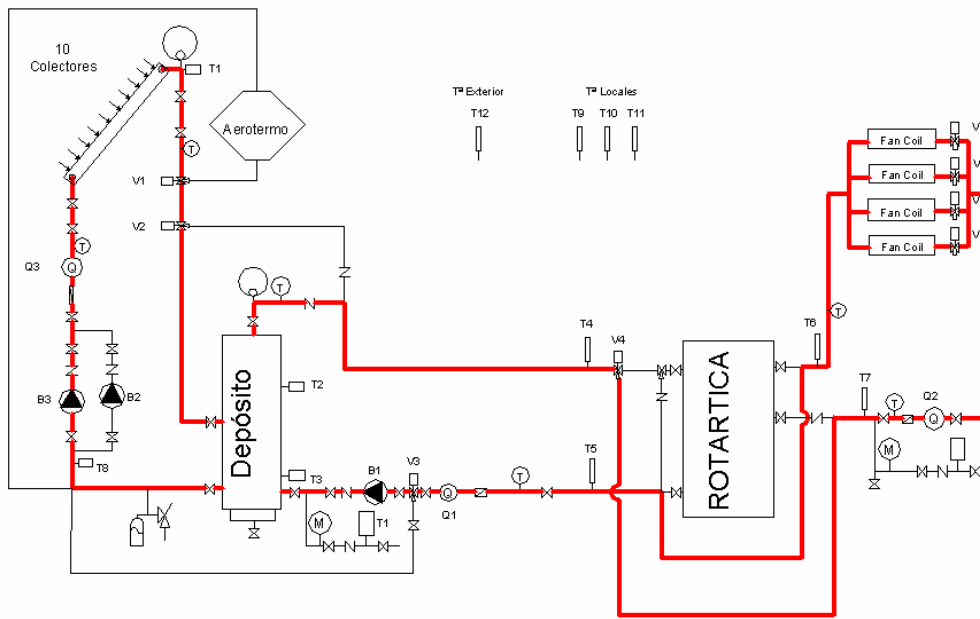 10
Colectores
T1
Aerotermo
Tª Exterior
T12
Tª Locales
T9
T10
T11
V
Fan Coil
V
Fan Coil
V
Fan Coil
V
Fan Coil
T
V1
V2
T
Q3
Q
T
T
T4
V4
T6
T7
B3
B2
T2
Depósito
ROTARTICA
T
Q2
Q
T8
T3
B1
V3
T5
T
Q
Q1
M
T1
M